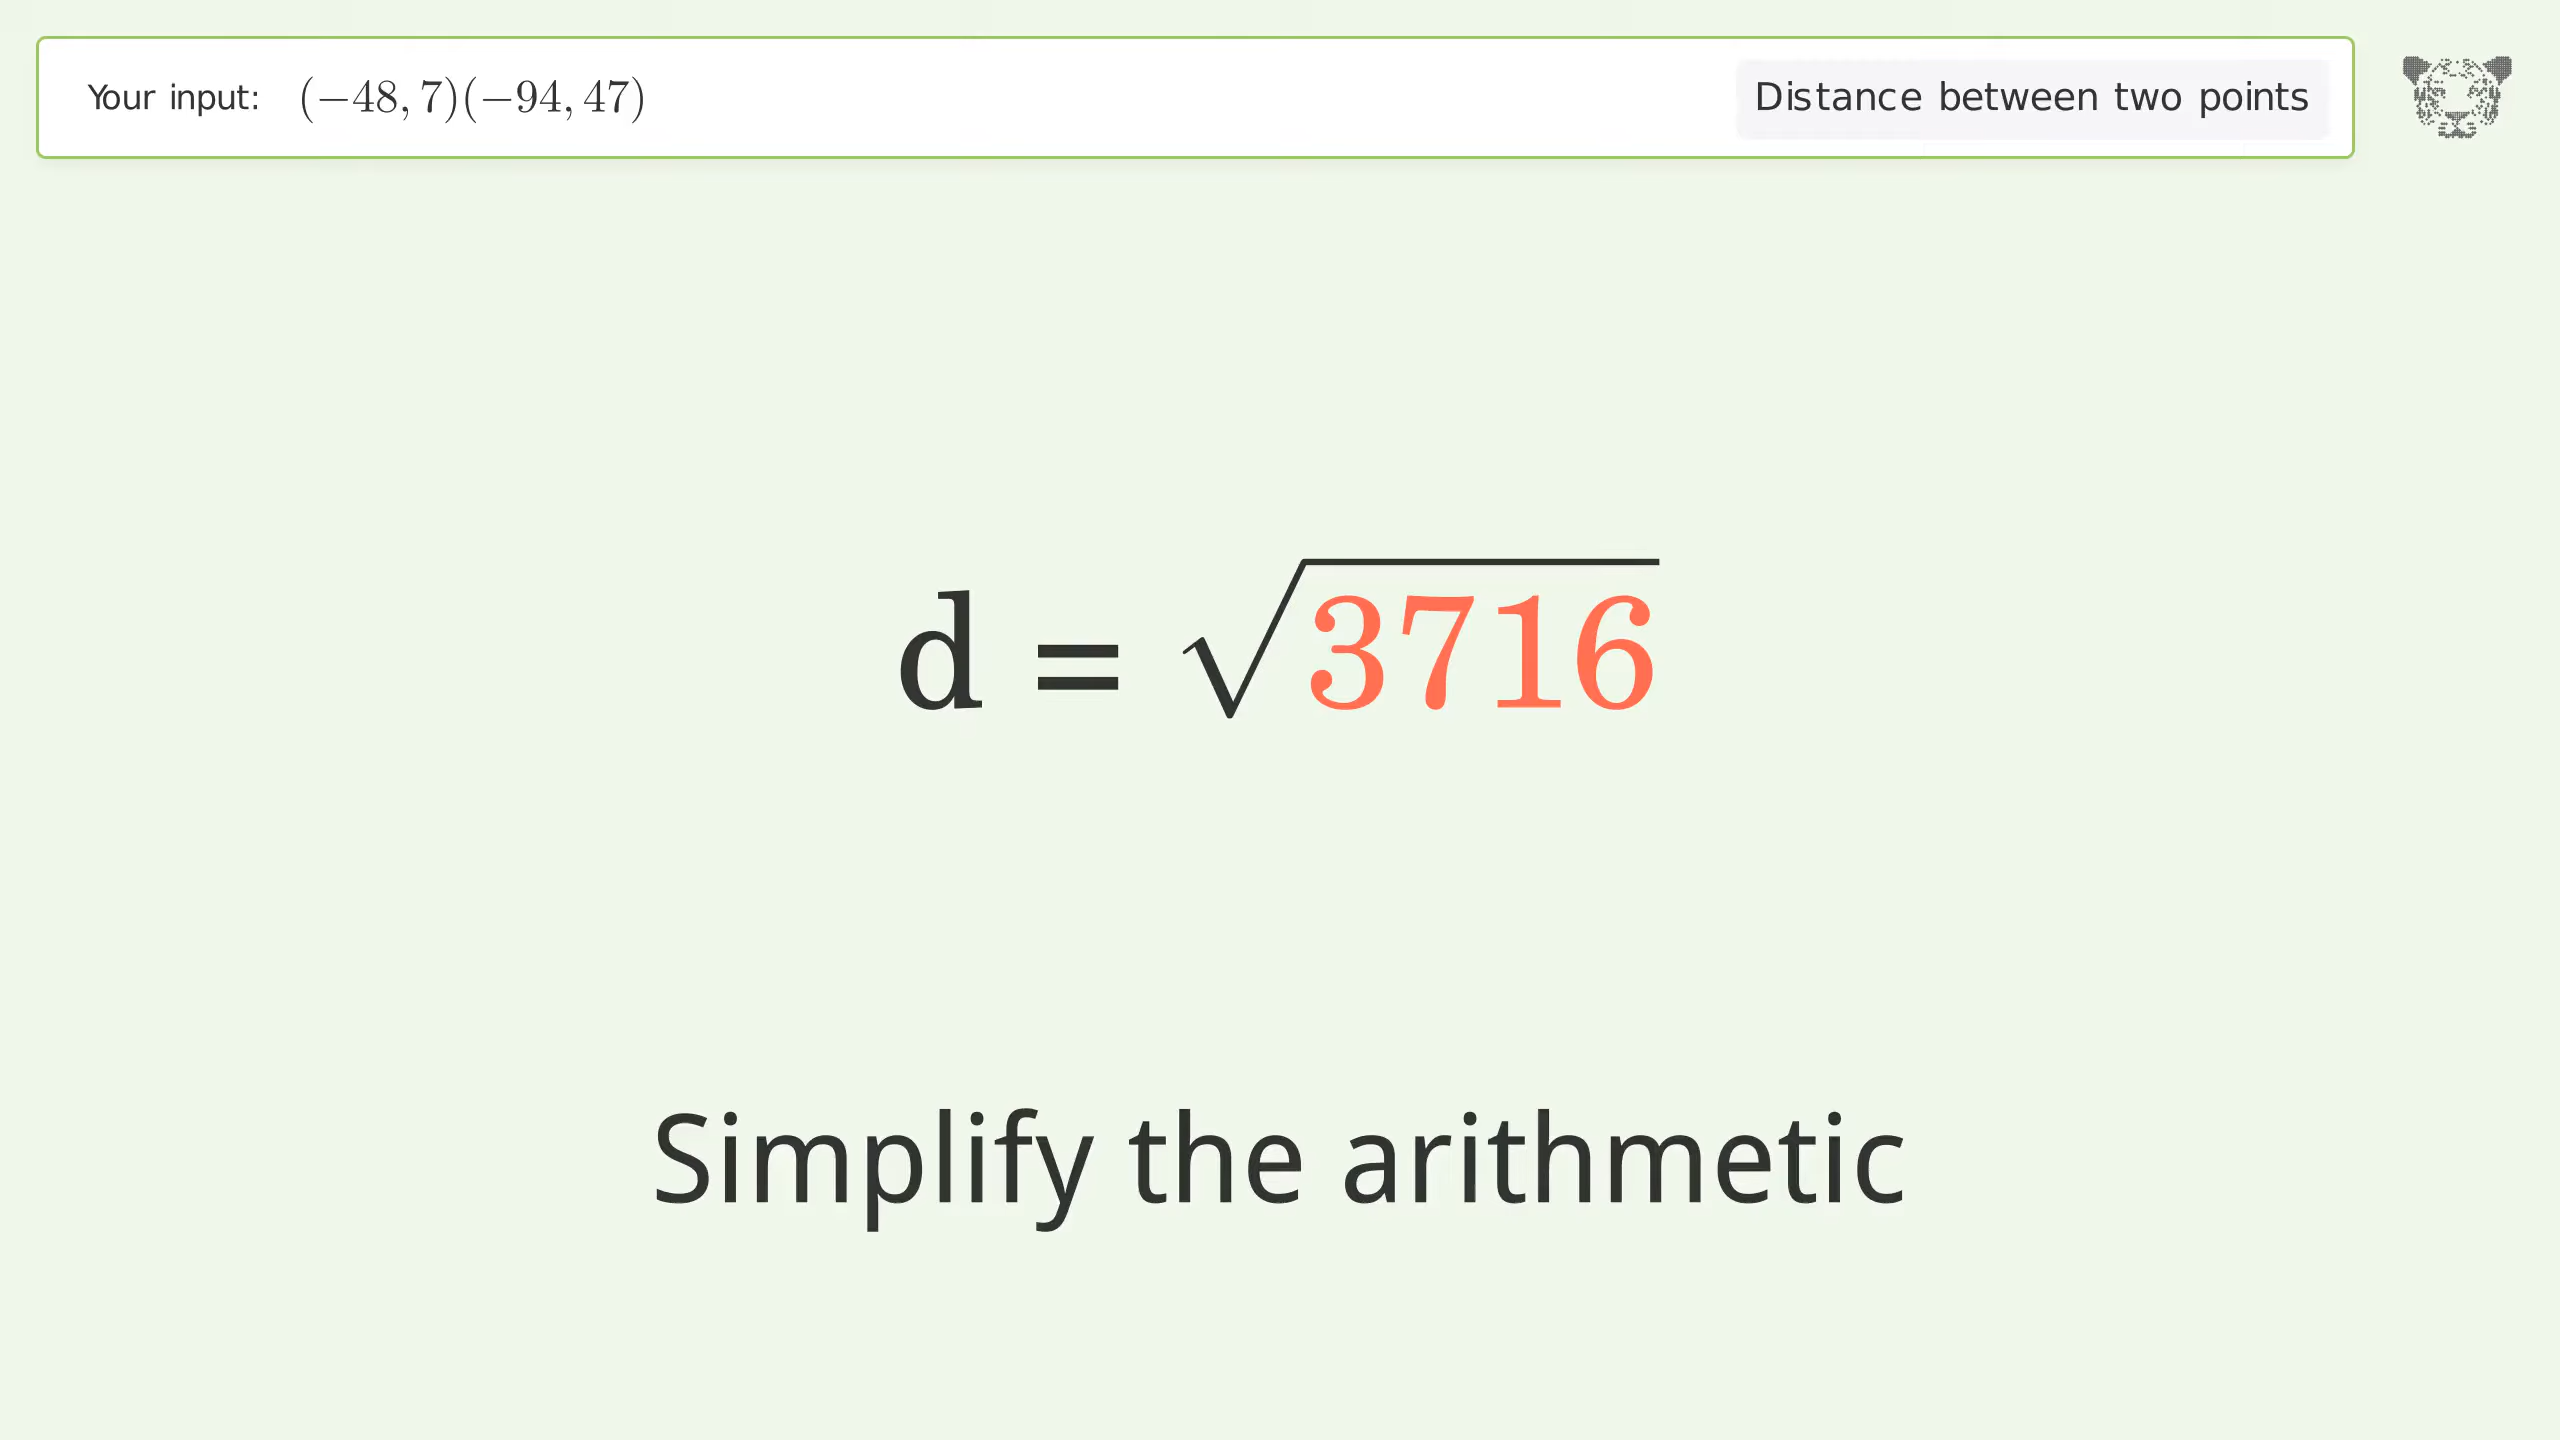 Your input: (−48, 7)(−94, 47)
Distance between two points
d = √3716
Simplify the arithmetic